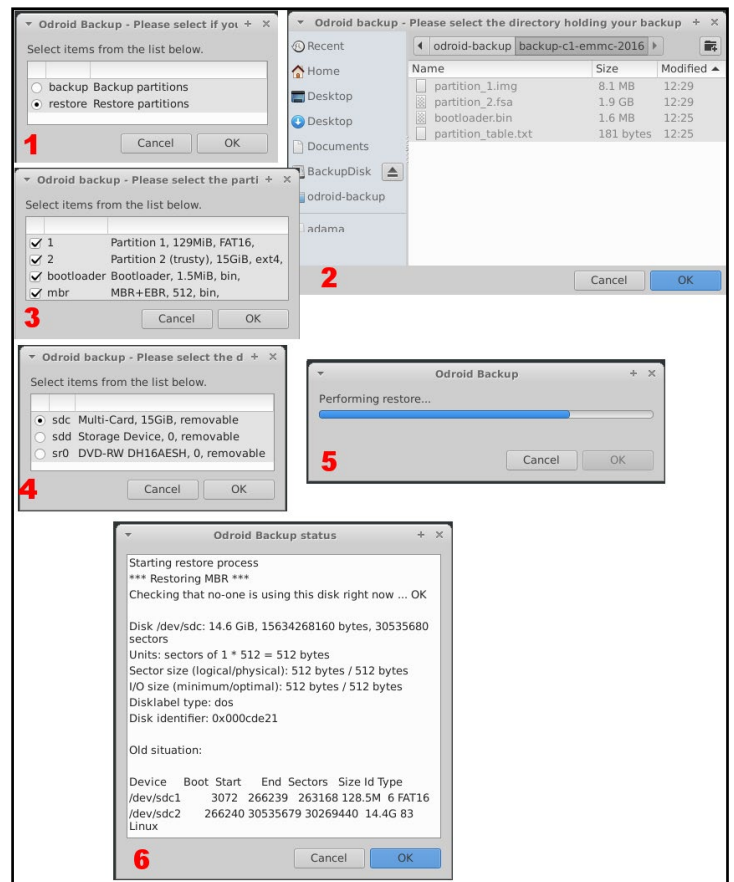 Odroid Backup - Please select if you
Select items from the list below.
backup Backup partitions
restore Restore partitions
Cancel OK
1
Odroid backup - Please select the directory holding your backup
Recent
Home
Desktop
Desktop
Documents
BackupDisk
odroid-backup
adama
odroid-backup backup-c1-emmc-2016
Name Size Modified
partition_1.img 8.1 MB 12:29
partition_2.fsa 1.9 GB 12:29
bootloader.bin 1.6 MB 12:25
partition_table.txt 181 bytes 12:25
Cancel OK
2
Odroid backup - Please select the parti
Select items from the list below.
1 Partition 1, 129MiB, FAT16,
2 Partition 2 (trusty), 15GiB, ext4,
bootloader Bootloader, 1.5MiB, bin,
mbr MBR+EBR, 512, bin,
Cancel OK
3
Odroid backup - Please select the d
Select items from the list below.
sdc Multi-Card, 15GiB, removable
sdd Storage Device, 0, removable
sr0 DVD-RW DH16AESH, 0, removable
Cancel OK
4
Odroid Backup
Performing restore...
Cancel OK
5
Odroid Backup status
Starting restore process
*** Restoring MBR ***
Checking that no-one is using this disk right now ... OK
Disk /dev/sdc: 14.6 GiB, 15634268160 bytes, 30535680
sectors
Units: sectors of 1 * 512 = 512 bytes
Sector size (logical/physical): 512 bytes / 512 bytes
I/O size (minimum/optimal): 512 bytes / 512 bytes
Disklabel type: dos
Disk identifier: 0x000cde21
Old situation:
Device Boot Start End Sectors Size Id Type
/dev/sdc1 3072 266239 263168 128.5M 6 FAT16
/dev/sdc2 266240 30535679 30269440 14.4G 83
Linux
Cancel OK
6